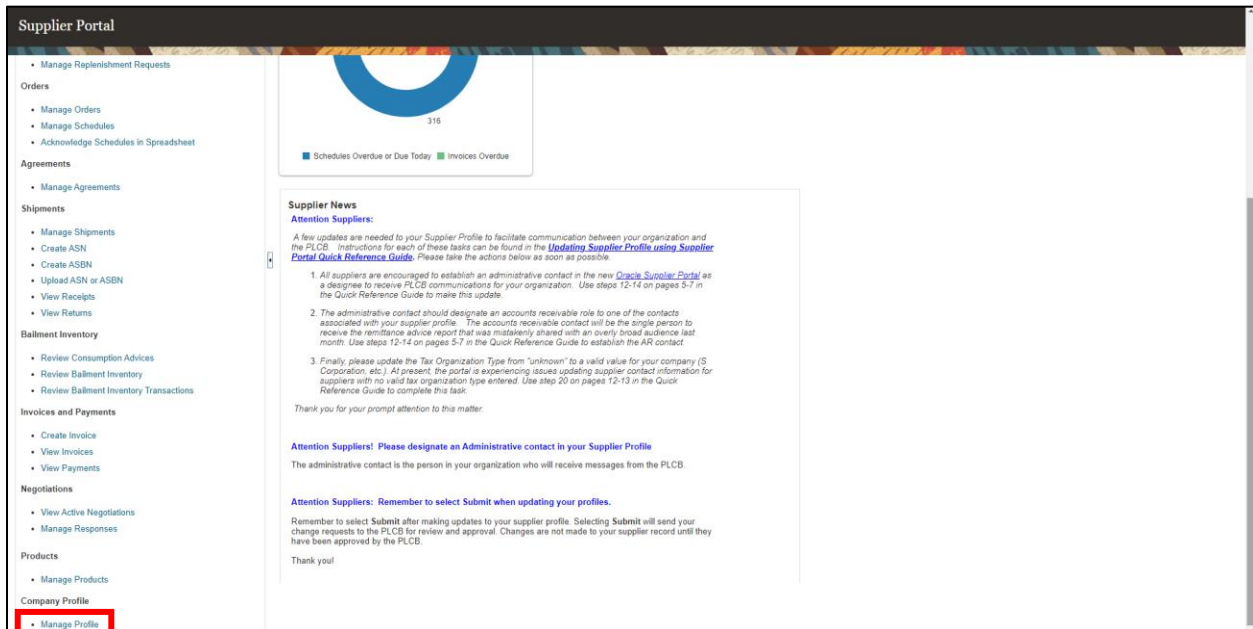 Supplier Portal
Manage Replenishment Requests
Orders
Manage Orders
Manage Schedules
Acknowledge Schedules in Spreadsheet
Agreements
Manage Agreements
Shipments
Manage Shipments
Create ASN
Create ASBN
Upload ASN or ASBN
View Receipts
View Returns
Bailment Inventory
Review Consumption Advices
Review Bailment Inventory
Review Bailment Inventory Transactions
Invoices and Payments
Create Invoice
View Invoices
View Payments
Negotiations
View Active Negotiations
Manage Responses
Products
Manage Products
Company Profile
Manage Profile
316
Schedules Overdue or Due Today Invoices Overdue
Supplier News
Attention Suppliers:
A few updates are needed to your Supplier Profile to facilitate communication between your organization and
the PLCB. Instructions for each of these tasks can be found in the Updating Supplier Profile using Supplier
Portal Quick Reference Guide. Please take the actions below as soon as possible.
1. All suppliers are encouraged to establish an administrative contact in the new Oracle Supplier Portal as
a designee to receive PLCB communications for your organization. Use steps 12-14 on pages 5-7 in
the Quick Reference Guide to make this update.
2. The administrative contact should designate an accounts receivable role to one of the contacts
associated with your supplier profile. The accounts receivable contact will be the single person to
receive the remittance advice report that was mistakenly shared with an overly broad audience last
month. Use steps 12-14 on pages 5-7 in the Quick Reference Guide to establish the AR contact.
3. Finally, please update the Tax Organization Type from "unknown" to a valid value for your company (S
Corporation, etc.). At present, the portal is experiencing issues updating supplier contact information for
suppliers with no valid tax organization type entered. Use step 20 on pages 12-13 in the Quick
Reference Guide to complete this task.
Thank you for your prompt attention to this matter.
Attention Suppliers! Please designate an Administrative contact in your Supplier Profile
The administrative contact is the person in your organization who will receive messages from the PLCB.
Attention Suppliers: Remember to select Submit when updating your profiles.
Remember to select Submit after making updates to your supplier profile. Selecting Submit will send your
change requests to the PLCB for review and approval. Changes are not made to your supplier record until they
have been approved by the PLCB.
Thank you!